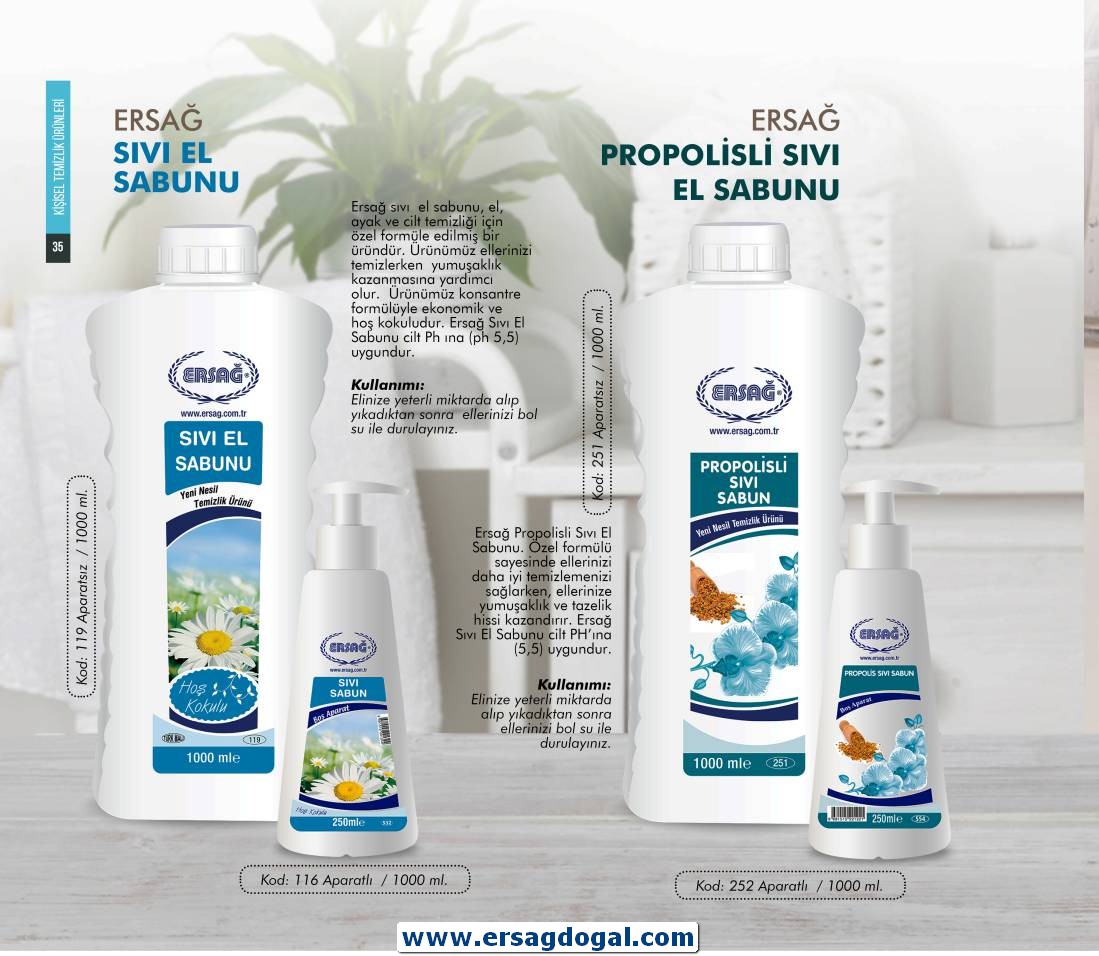 KİŞİSEL TEMİZLİK ÜRÜNLERİ
35
ERSAĞ
SIVI EL
SABUNU
Ersağ sıvı el sabunu, el,
ayak ve cilt temizliği için
özel formüle edilmiş bir
üründür. Ürünümüz ellerinizi
temizlerken yumuşaklık
kazanmasına yardımcı
olur. Ürünümüz konsantre
formülüyle ekonomik ve
hoş kokuludur. Ersağ Sıvı El
Sabunu cilt Ph ına (ph 5,5)
uygundur.
Kullanımı:
Elinize yeterli miktarda alıp
yıkadıktan sonra ellerinizi bol
su ile durulayınız.
ERSAĞ®
www.ersag.com.tr
SIVI EL
SABUNU
Yeni Nesil
Temizlik Ürünü
Hoş
Kokulu
TÜRK MALI
119
1000 ml℮
Kod: 119 Aparatsız / 1000 ml.
ERSAĞ®
www.ersag.com.tr
SIVI
SABUN
Boş Aparat
Hoş Kokulu
250ml℮
332
Kod: 116 Aparatlı / 1000 ml.
ERSAĞ
PROPOLİSLİ SIVI
EL SABUNU
Kod: 251 Aparatsız / 1000 ml.
Ersağ Propolisli Sıvı El
Sabunu. Özel formülü
sayesinde ellerinizi
daha iyi temizlemenizi
sağlarken, ellerinize
yumuşaklık ve tazelik
hissi kazandırır. Ersağ
Sıvı El Sabunu cilt PH'ına
(5,5) uygundur.
Kullanımı:
Elinize yeterli miktarda
alıp yıkadıktan sonra
ellerinizi bol su ile
durulayınız.
ERSAĞ®
www.ersag.com.tr
PROPOLİSLİ
SIVI
SABUN
Yeni Nesil Temizlik Ürünü
1000 ml℮
251
ERSAĞ®
www.ersag.com.tr
PROPOLIS SIVI SABUN
Boş Aparat
250ml℮
554
Kod: 252 Aparatlı / 1000 ml.
www.ersagdogal.com